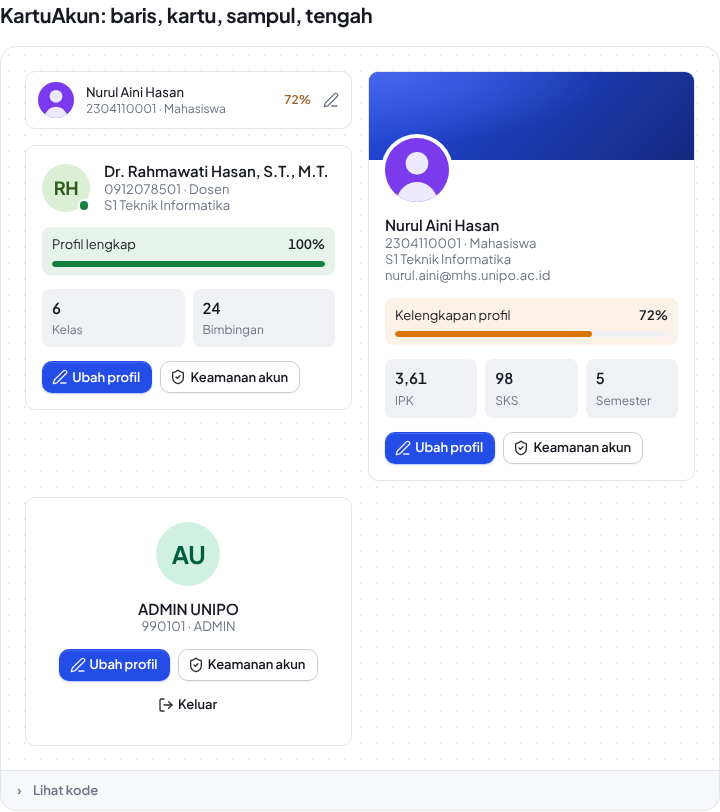 KartuAkun: baris, kartu, sampul, tengah
Nurul Aini Hasan
2304110001 · Mahasiswa
72%
RH
Dr. Rahmawati Hasan, S.T., M.T.
0912078501 · Dosen
S1 Teknik Informatika
Profil lengkap 100%
6
Kelas
24
Bimbingan
Ubah profil
Keamanan akun
Nurul Aini Hasan
2304110001 · Mahasiswa
S1 Teknik Informatika
nurul.aini@mhs.unipo.ac.id
Kelengkapan profil 72%
3,61
IPK
98
SKS
5
Semester
Ubah profil
Keamanan akun
AU
ADMIN UNIPO
990101 · ADMIN
Ubah profil
Keamanan akun
Keluar
› Lihat kode